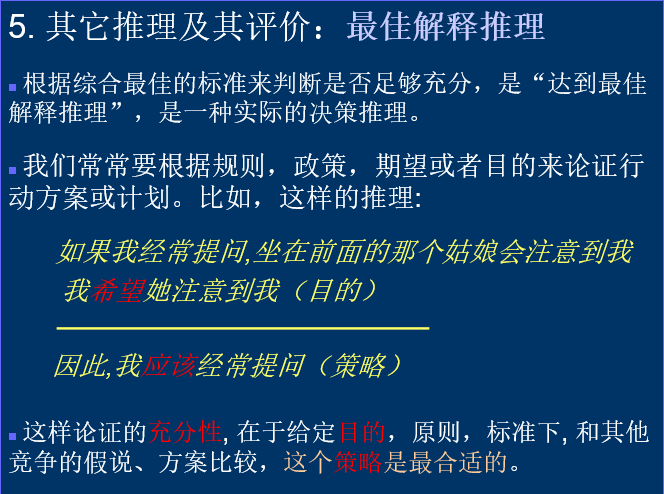 5. 其它推理及其评价：最佳解释推理
根据综合最佳的标准来判断是否足够充分，是“达到最佳
解释推理”，是一种实际的决策推理。
我们常常要根据规则，政策，期望或者目的来论证行
动方案或计划。比如，这样的推理:
如果我经常提问,坐在前面的那个姑娘会注意到我
我希望她注意到我（目的）
因此,我应该经常提问（策略）
这样论证的充分性, 在于给定目的，原则，标准下, 和其他
竞争的假说、方案比较，这个策略是最合适的。